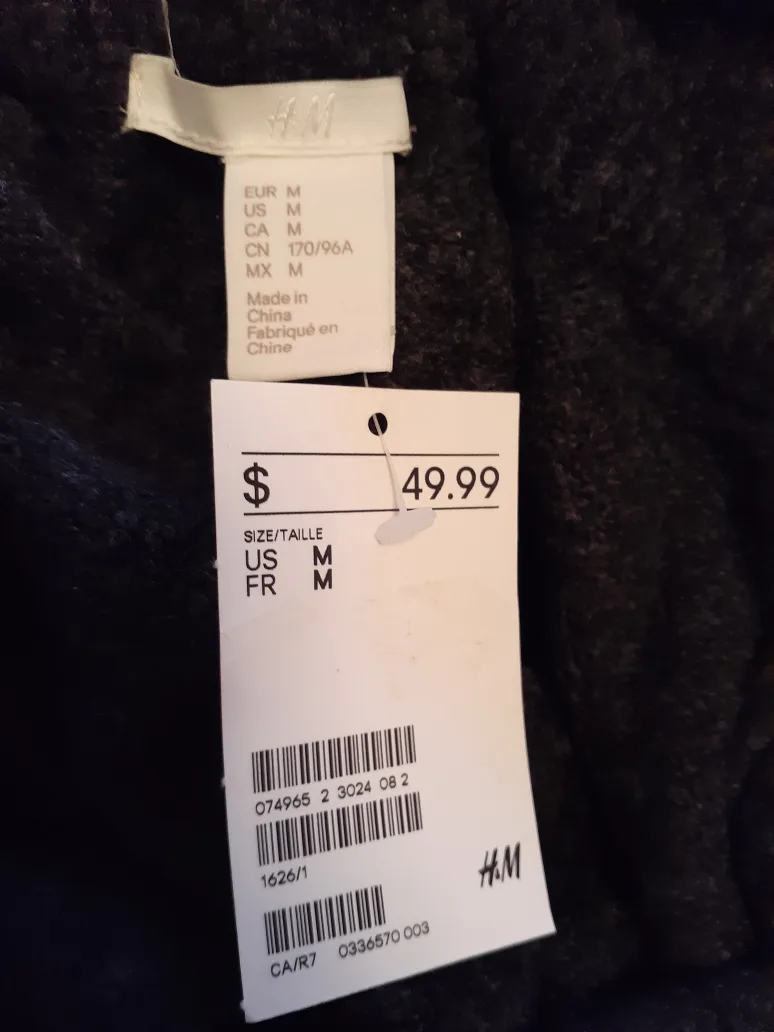 H&M
EUR M
US M
CA M
CN 170/96A
MX M
Made in
China
Fabriqué en
Chine
$ 49.99
SIZE/TAILLE
US M
FR M
074965 2 3024 08 2
1626/1
H&M
CA/R7 0336570 003